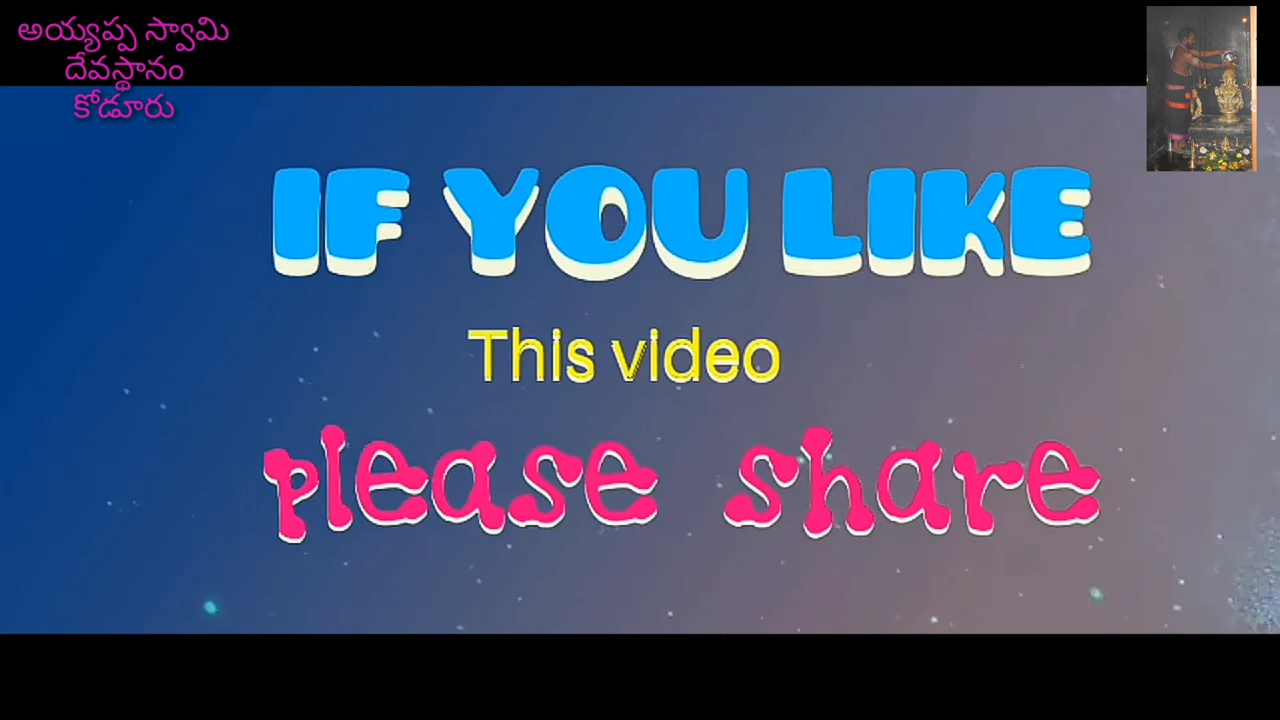 అయ్యప్ప స్వామి
దేవస్థానం
కోడూరు
IF YOU LIKE
This video
please share